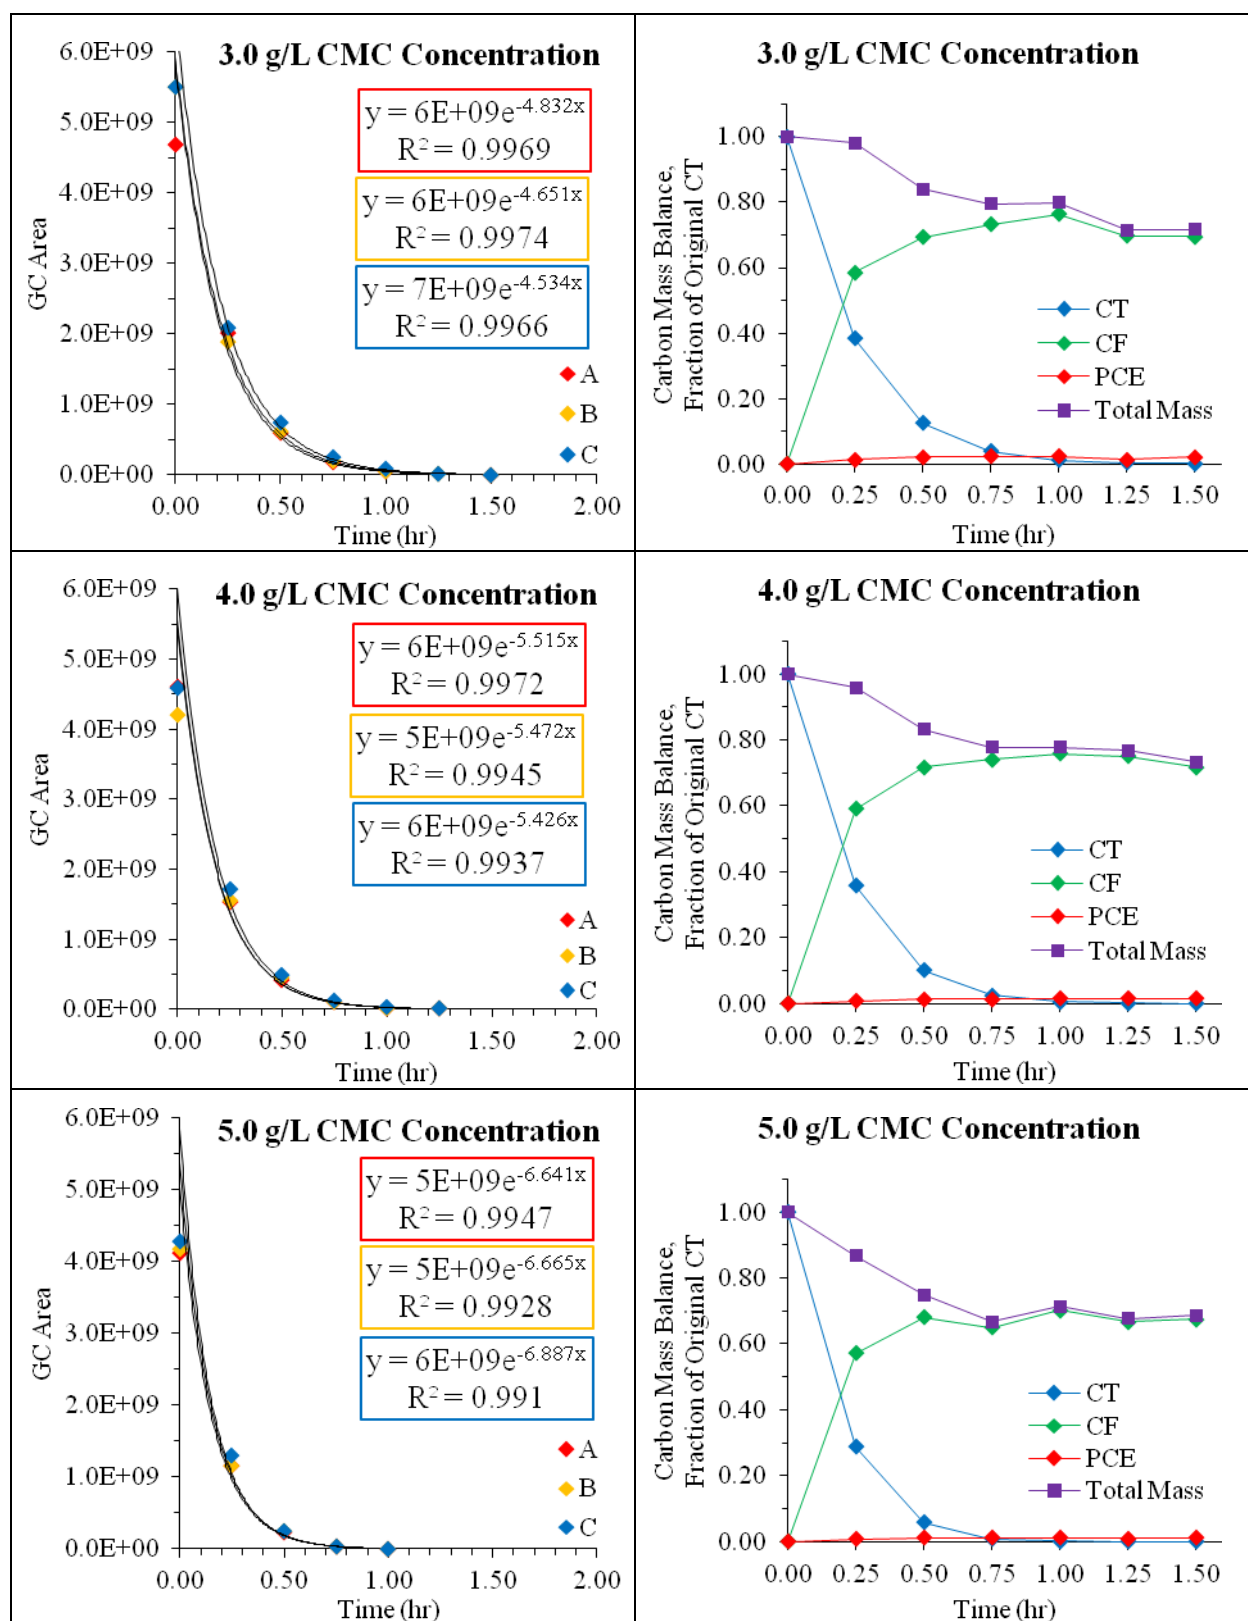 3.0 g/L CMC Concentration
6.0E+09
5.0E+09
4.0E+09
3.0E+09
2.0E+09
1.0E+09
0.0E+00
GC Area
y = 6E+09e^-4.832x
R² = 0.9969
y = 6E+09e^-4.651x
R² = 0.9974
y = 7E+09e^-4.534x
R² = 0.9966
A
B
C
0.00 0.50 1.00 1.50 2.00
Time (hr)
3.0 g/L CMC Concentration
Carbon Mass Balance,
Fraction of Original CT
1.00
0.80
0.60
0.40
0.20
0.00
CT
CF
PCE
Total Mass
0.00 0.25 0.50 0.75 1.00 1.25 1.50
Time (hr)
4.0 g/L CMC Concentration
6.0E+09
5.0E+09
4.0E+09
3.0E+09
2.0E+09
1.0E+09
0.0E+00
GC Area
y = 6E+09e^-5.515x
R² = 0.9972
y = 5E+09e^-5.472x
R² = 0.9945
y = 6E+09e^-5.426x
R² = 0.9937
A
B
C
0.00 0.50 1.00 1.50 2.00
Time (hr)
4.0 g/L CMC Concentration
Carbon Mass Balance,
Fraction of Original CT
1.00
0.80
0.60
0.40
0.20
0.00
CT
CF
PCE
Total Mass
0.00 0.25 0.50 0.75 1.00 1.25 1.50
Time (hr)
5.0 g/L CMC Concentration
6.0E+09
5.0E+09
4.0E+09
3.0E+09
2.0E+09
1.0E+09
0.0E+00
GC Area
y = 5E+09e^-6.641x
R² = 0.9947
y = 5E+09e^-6.665x
R² = 0.9928
y = 6E+09e^-6.887x
R² = 0.991
A
B
C
0.00 0.50 1.00 1.50 2.00
Time (hr)
5.0 g/L CMC Concentration
Carbon Mass Balance,
Fraction of Original CT
1.00
0.80
0.60
0.40
0.20
0.00
CT
CF
PCE
Total Mass
0.00 0.25 0.50 0.75 1.00 1.25 1.50
Time (hr)